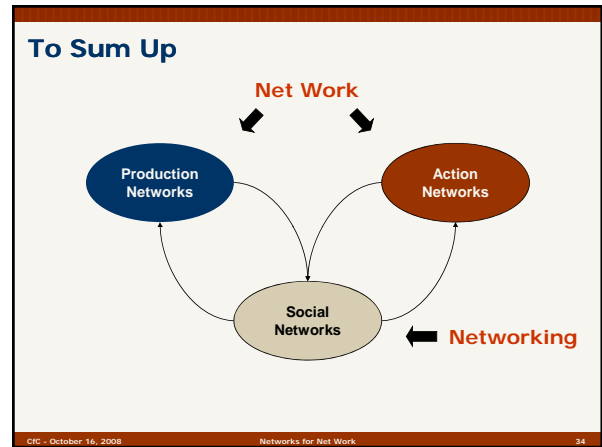 To Sum Up
Net Work
Production
Networks
Action
Networks
Social
Networks
Networking
CfC - October 16, 2008
Networks for Net Work
34